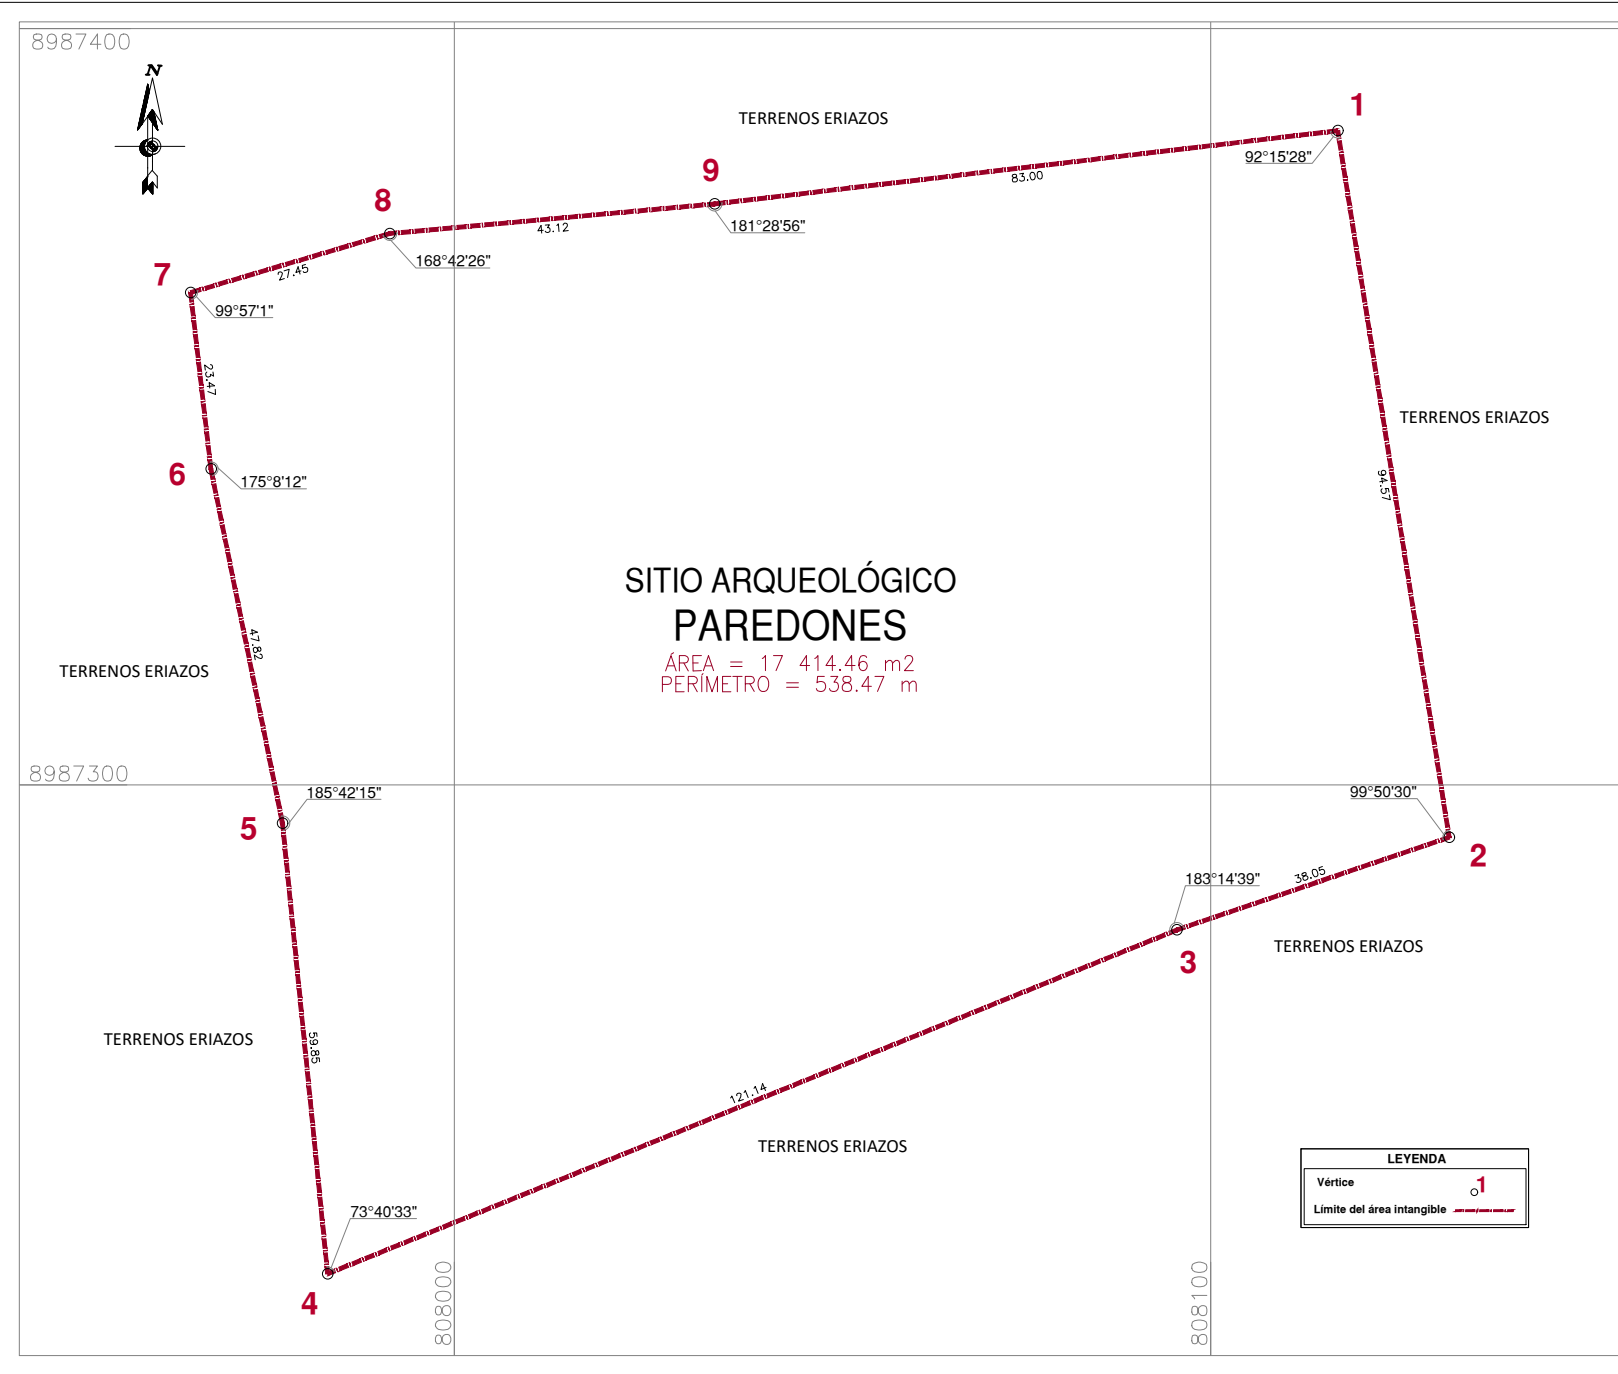 8987400
N
TERRENOS ERIAZOS
1
92°15'28"
83.00
9
181°28'56"
8
43.12
168°42'26"
7
27.45
99°57'1"
23.47
6
175°8'12"
TERRENOS ERIAZOS
94.57
SITIO ARQUEOLÓGICO
PAREDONES
ÁREA = 17 414.46 m2
PERÍMETRO = 538.47 m
47.82
TERRENOS ERIAZOS
8987300
185°42'15"
5
99°50'30"
2
38.05
183°14'39"
3
TERRENOS ERIAZOS
59.85
TERRENOS ERIAZOS
121.14
TERRENOS ERIAZOS
73°40'33"
4
808000
808100
LEYENDA
Vértice
1
Límite del área intangible